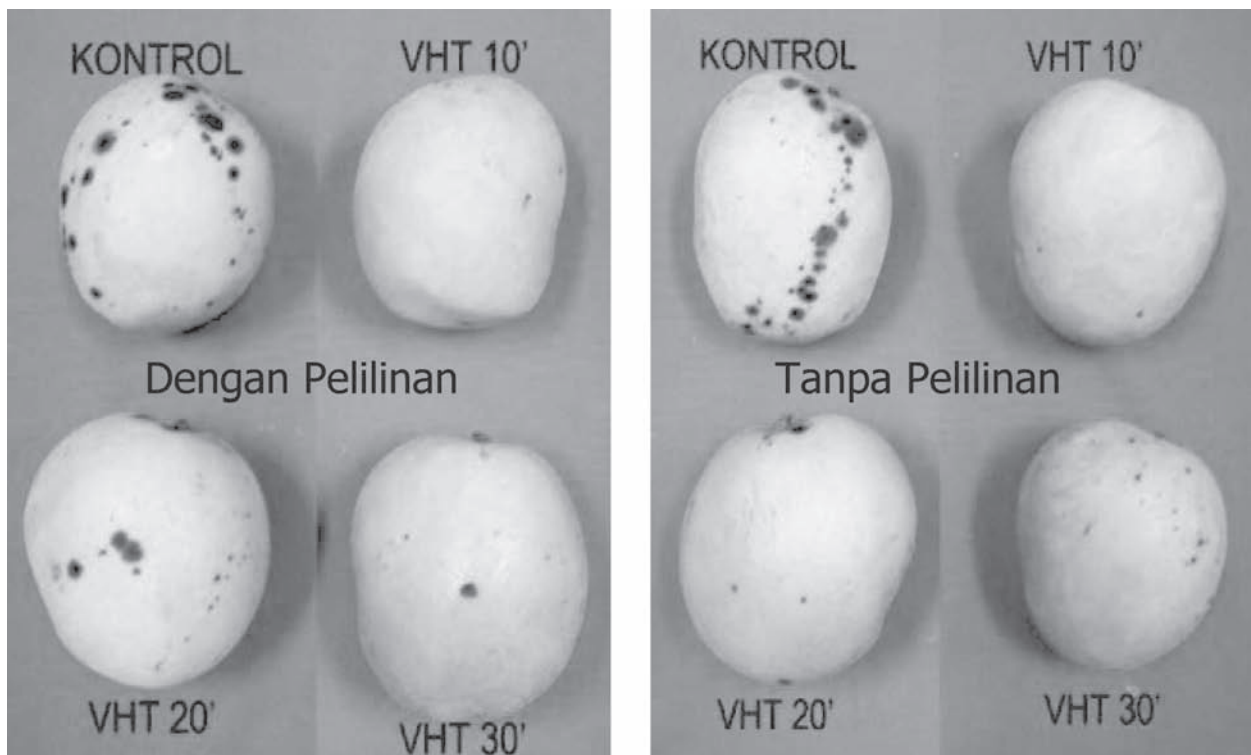 KONTROL
VHT 10'
Dengan Pelilinan
VHT 20'
VHT 30'
KONTROL
VHT 10'
Tanpa Pelilinan
VHT 20'
VHT 30'